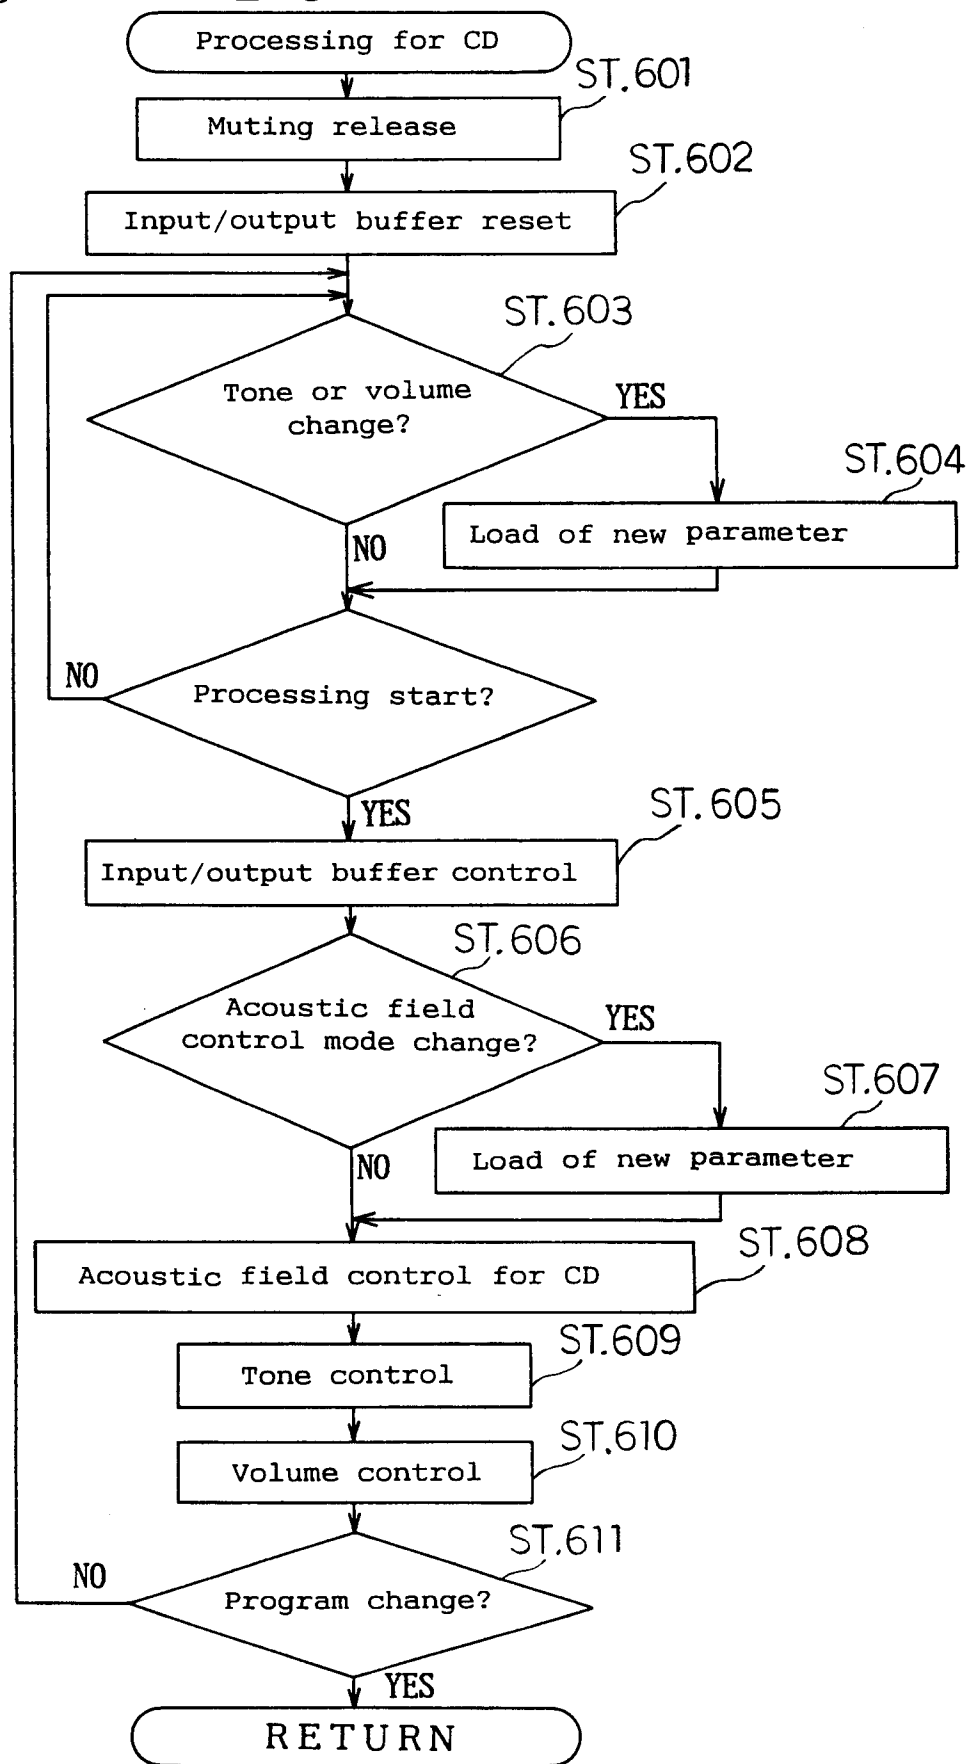 Processing for CD
ST.601
Muting release
ST.602
Input/output buffer reset
ST.603
Tone or volume
change?
YES
ST.604
Load of new parameter
NO
NO
Processing start?
YES
ST.605
Input/output buffer control
ST.606
Acoustic field
control mode change?
YES
ST.607
Load of new parameter
NO
ST.608
Acoustic field control for CD
ST.609
Tone control
ST.610
Volume control
ST.611
NO
Program change?
YES
RETURN